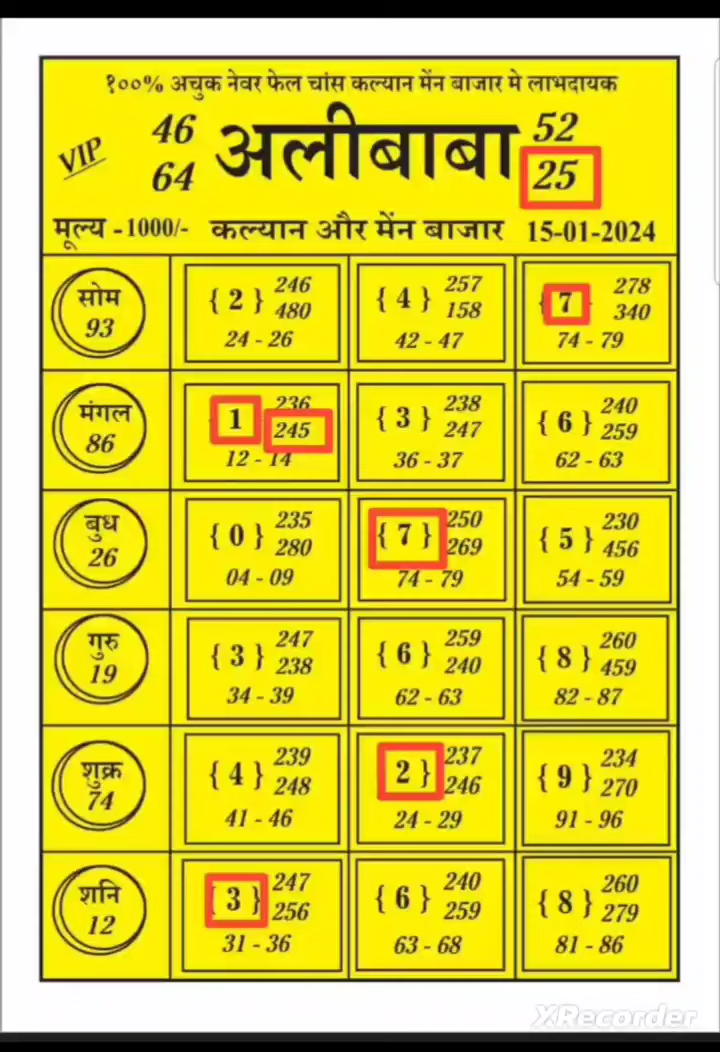 १००% अचुक नेवर फेल चांस कल्यान मेंन बाजार मे लाभदायक
VIP 46 64 अलीबाबा 52 25
मूल्य -1000/- कल्यान और मेंन बाजार 15-01-2024
सोम 93
{ 2 } 246 480
24 - 26
{ 4 } 257 158
42 - 47
7 278 340
74 - 79
मंगल 86
1 236 245
12 - 14
{ 3 } 238 247
36 - 37
{ 6 } 240 259
62 - 63
बुध 26
{ 0 } 235 280
04 - 09
{ 7 } 250 269
74 - 79
{ 5 } 230 456
54 - 59
गुरु 19
{ 3 } 247 238
34 - 39
{ 6 } 259 240
62 - 63
{ 8 } 260 459
82 - 87
शुक्र 74
{ 4 } 239 248
41 - 46
2 } 237 246
24 - 29
{ 9 } 234 270
91 - 96
शनि 12
{ 3 } 247 256
31 - 36
{ 6 } 240 259
63 - 68
{ 8 } 260 279
81 - 86
XRecorder